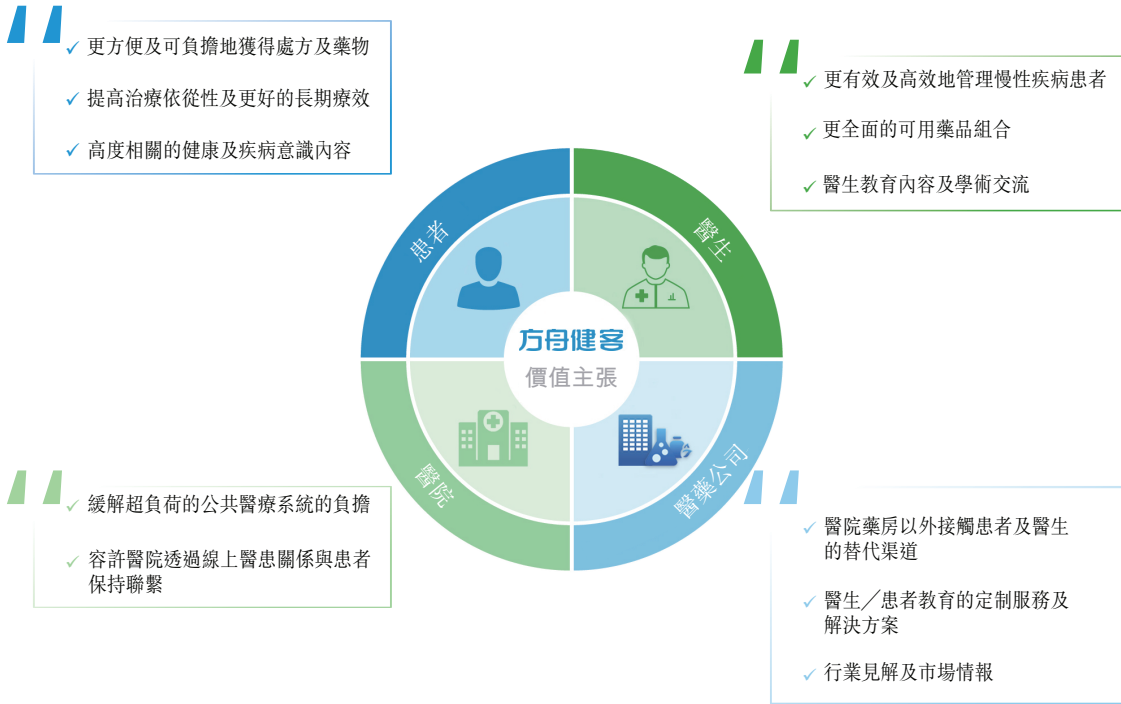 更方便及可負擔地獲得處方及藥物
提高治療依從性及更好的長期療效
高度相關的健康及疾病意識內容
更有效及高效地管理慢性疾病患者
更全面的可用藥品組合
醫生教育內容及學術交流
患者
醫生
方舟健客
價值主張
醫院
醫藥公司
緩解超負荷的公共醫療系統的負擔
容許醫院透過線上醫患關係與患者
保持聯繫
醫院藥房以外接觸患者及醫生
的替代渠道
醫生／患者教育的定制服務及
解決方案
行業見解及市場情報